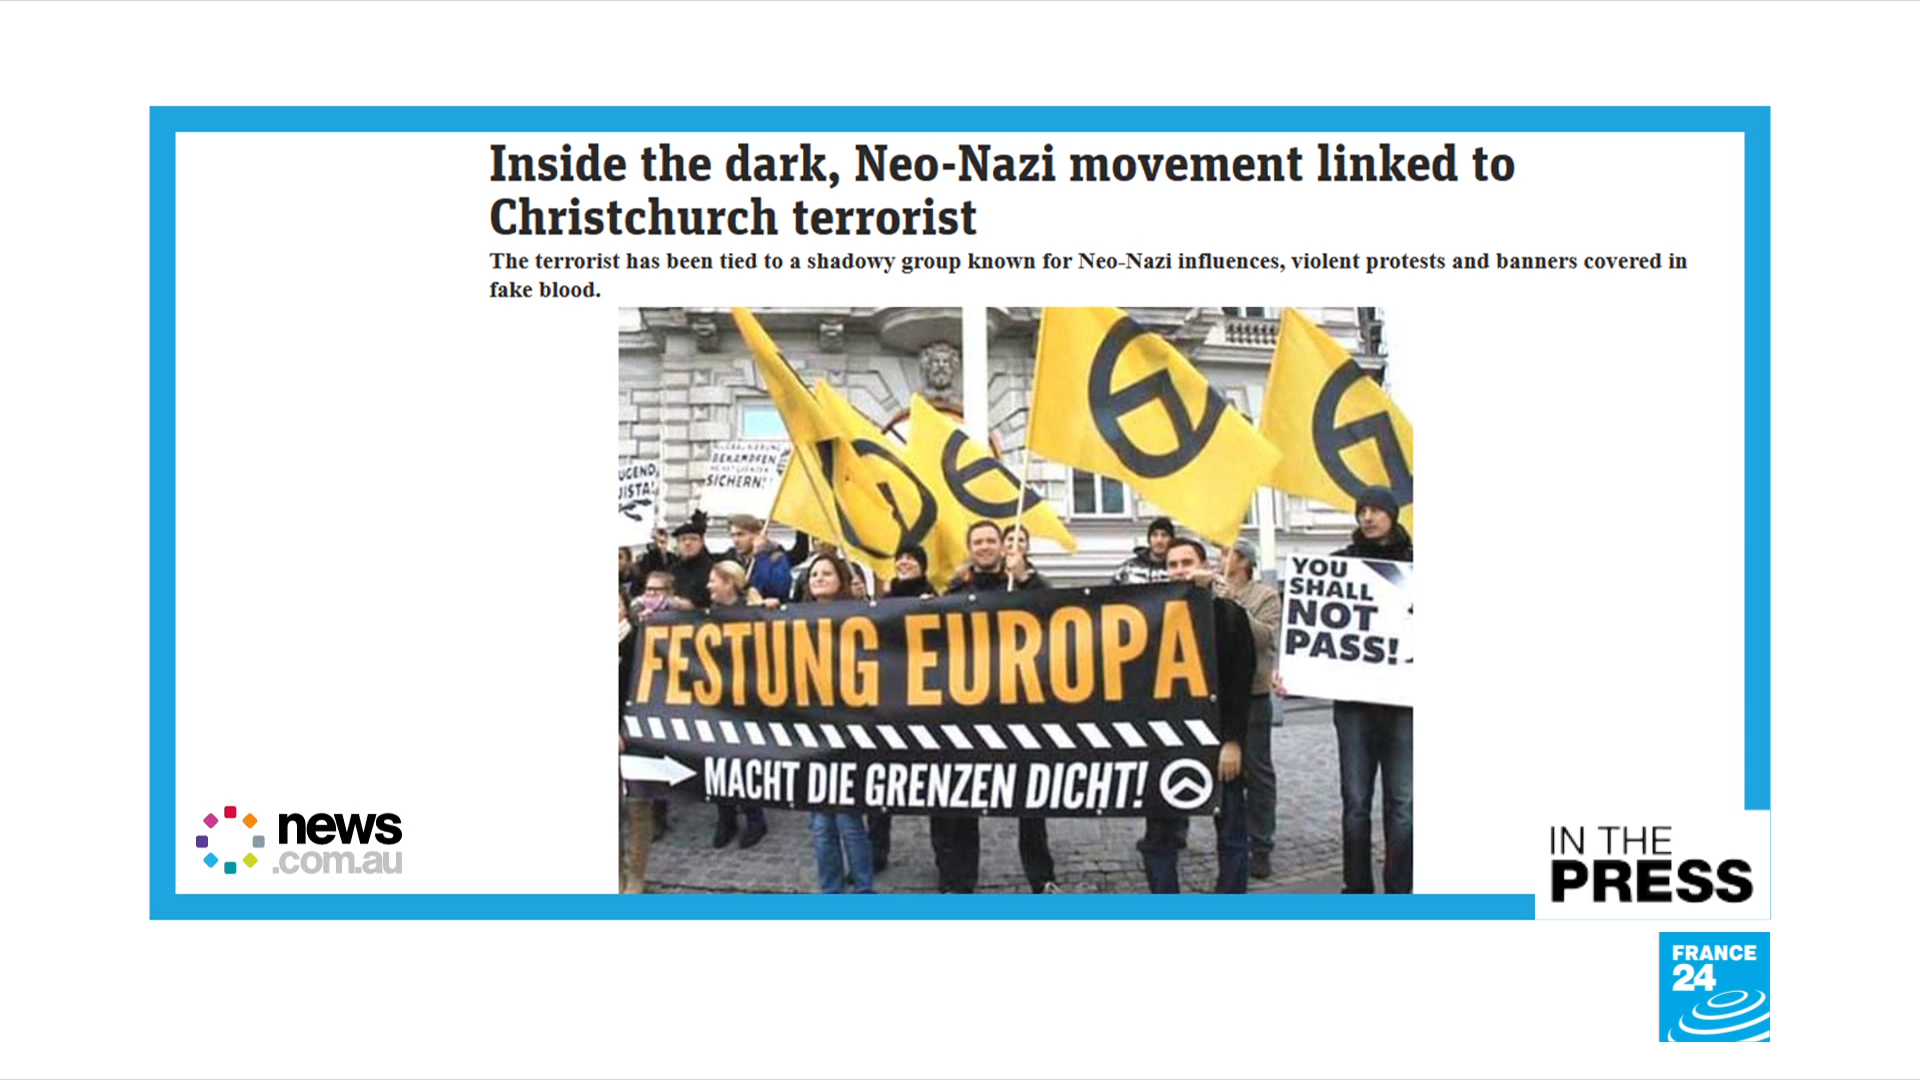 Inside the dark, Neo-Nazi movement linked to
Christchurch terrorist
The terrorist has been tied to a shadowy group known for Neo-Nazi influences, violent protests and banners covered in
fake blood.
BEKÄMPFEN
SICHERN!
YOU
SHALL
NOT
PASS!
FESTUNG EUROPA
MACHT DIE GRENZEN DICHT!
news
.com.au
IN THE
PRESS
FRANCE
24